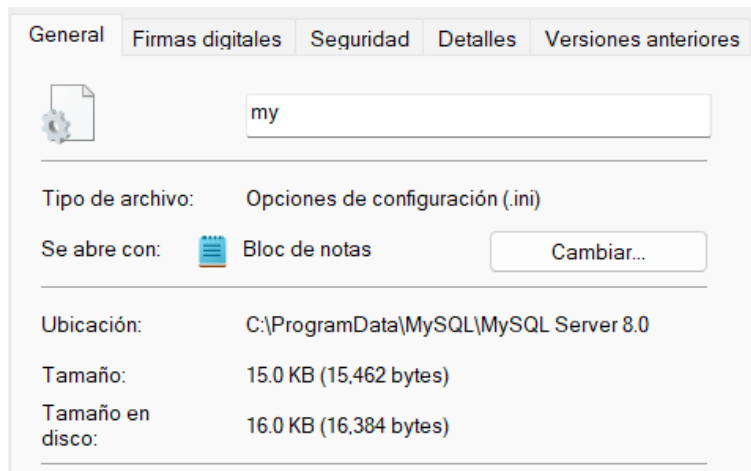 General Firmas digitales Seguridad Detalles Versiones anteriores
my
Tipo de archivo: Opciones de configuración (.ini)
Se abre con: Bloc de notas Cambiar...
Ubicación: C:\ProgramData\MySQL\MySQL Server 8.0
Tamaño: 15.0 KB (15,462 bytes)
Tamaño en
disco: 16.0 KB (16,384 bytes)